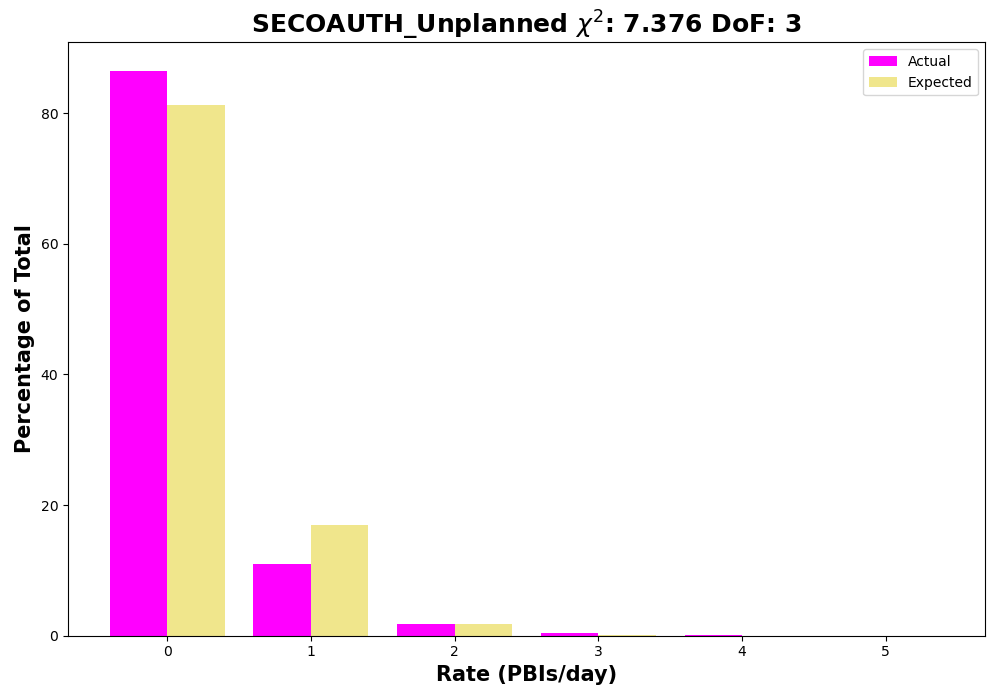 SECOAUTH_Unplanned χ²: 7.376 DoF: 3
Actual
Expected
Percentage of Total
80
60
40
20
0
0 1 2 3 4 5
Rate (PBIs/day)